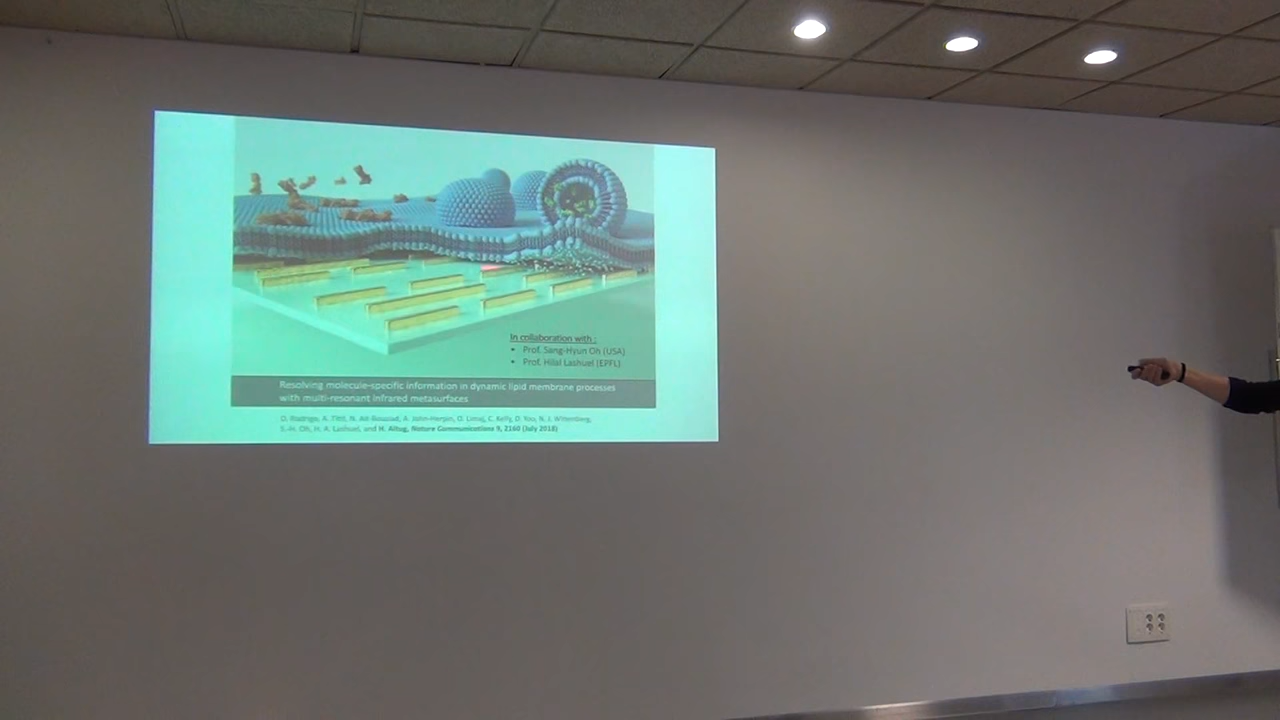 In collaboration with :
• Prof. Sang-Hyun Oh (USA)
• Prof. Hilal Lashuel (EPFL)
Resolving molecule-specific information in dynamic lipid membrane processes
with multi-resonant infrared metasurfaces
D. Rodrigo, A. Tittl, N. Ait-Bouziad, A. John-Herpin, O. Limaj, C. Kelly, D. Yoo, N. J. Wittenberg,
S.-H. Oh, H. A. Lashuel, and H. Altug, Nature Communications 9, 2160 (July 2018)